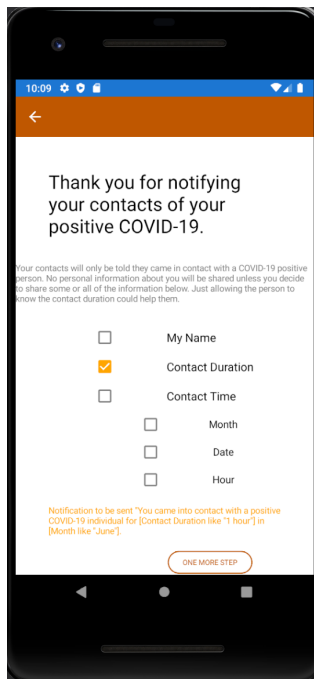 10:09
Thank you for notifying
your contacts of your
positive COVID-19.
Your contacts will only be told they came in contact with a COVID-19 positive
person. No personal information about you will be shared unless you decide
to share some or all of the information below. Just allowing the person to
know the contact duration could help them.
My Name
Contact Duration
Contact Time
Month
Date
Hour
Notification to be sent "You came into contact with a positive
COVID-19 individual for [Contact Duration like "1 hour"] in
[Month like "June"].
ONE MORE STEP